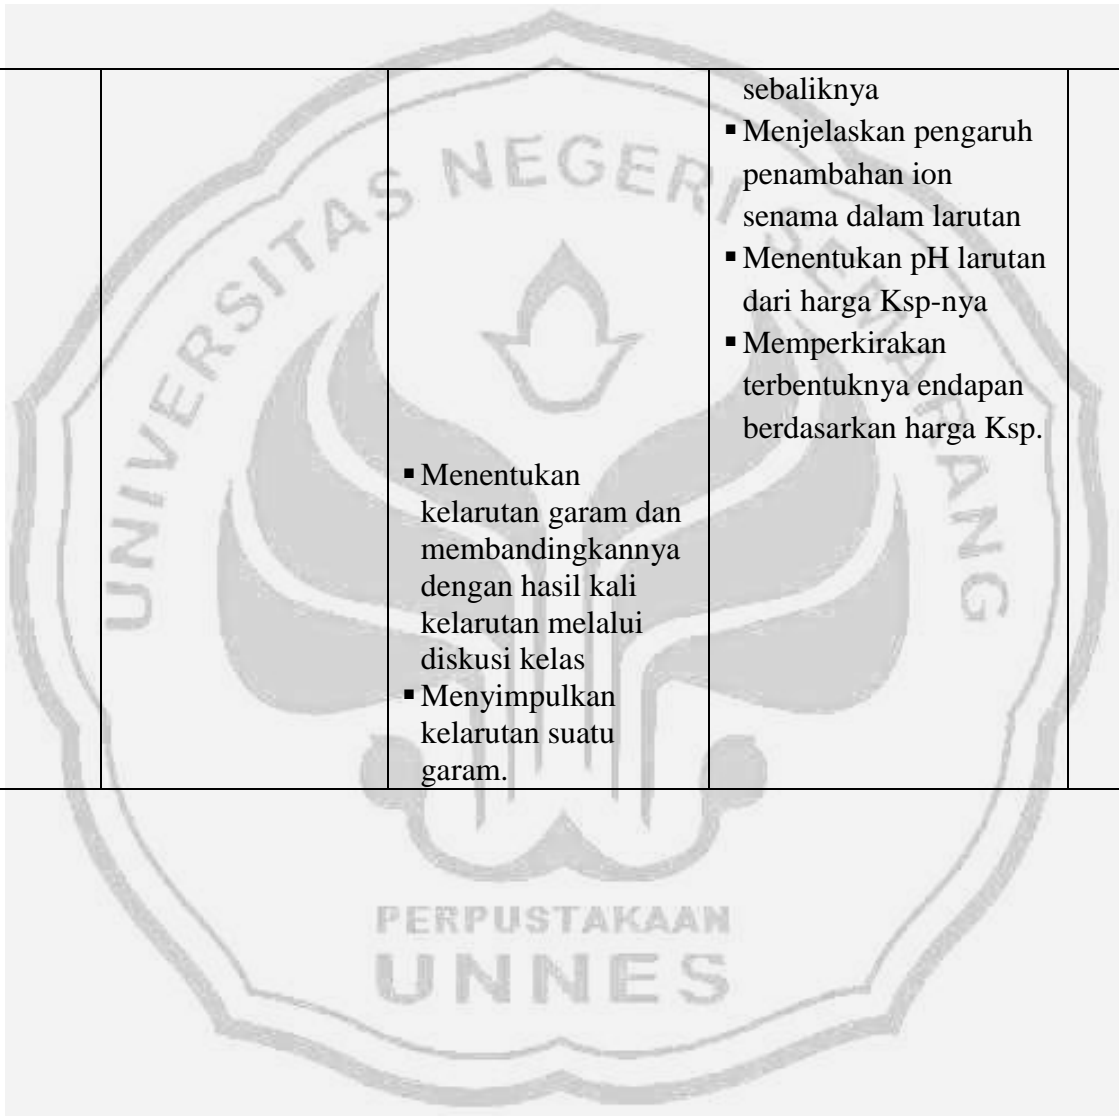 UNIVERSITAS NEGERI SEMARANG
▪ Menentukan
kelarutan garam dan
membandingkannya
dengan hasil kali
kelarutan melalui
diskusi kelas
▪ Menyimpulkan
kelarutan suatu
garam.
sebaliknya
▪ Menjelaskan pengaruh
penambahan ion
senama dalam larutan
▪ Menentukan pH larutan
dari harga Ksp-nya
▪ Memperkirakan
terbentuknya endapan
berdasarkan harga Ksp.
PERPUSTAKAAN
UNNES